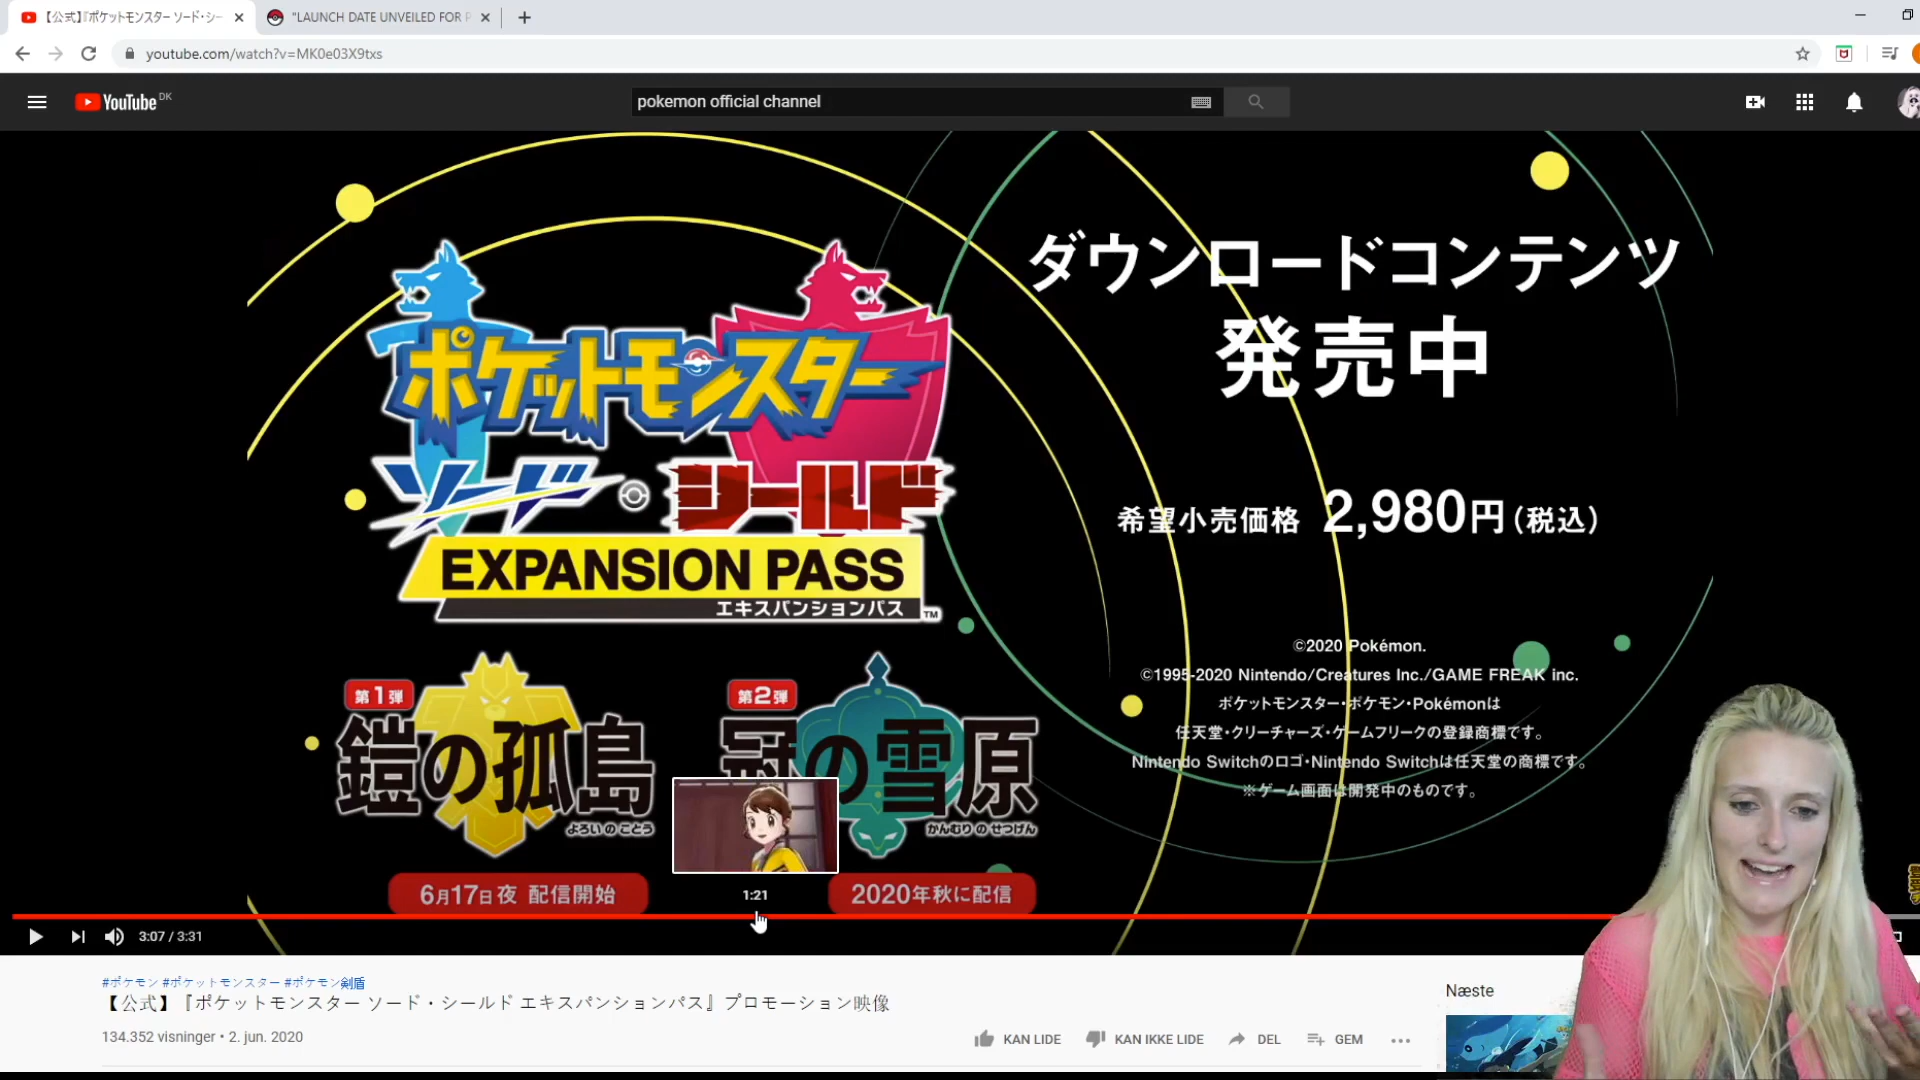 【公式】『ポケットモンスター ソード・シー
"LAUNCH DATE UNVEILED FOR P
youtube.com/watch?v=MK0e03X9txs
YouTube DK
pokemon official channel
ポケットモンスター
ソード・シールド
EXPANSION PASS
エキスパンションパス TM
ダウンロードコンテンツ
発売中
希望小売価格 2,980円(税込)
©2020 Pokémon.
©1995-2020 Nintendo/Creatures Inc./GAME FREAK inc.
ポケットモンスター・ポケモン・Pokémonは
任天堂・クリーチャーズ・ゲームフリークの登録商標です。
Nintendo Switchのロゴ・Nintendo Switchは任天堂の商標です。
※ゲーム画面は開発中のものです。
第1弾
鎧の孤島
よろいのことう
6月17日夜 配信開始
第2弾
冠の雪原
かんむりのせつげん
2020年秋に配信
1:21
3:07 / 3:31
#ポケモン #ポケットモンスター #ポケモン剣盾
【公式】『ポケットモンスター ソード・シールド エキスパンションパス』プロモーション映像
134.352 visninger • 2. jun. 2020
KAN LIDE
KAN IKKE LIDE
DEL
GEM
Næste